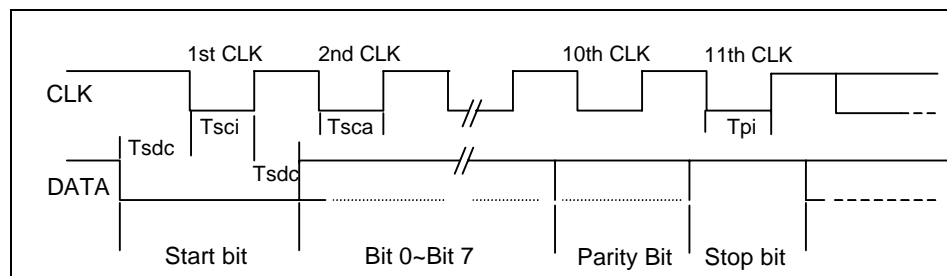 1st CLK 2nd CLK 10th CLK 11th CLK
CLK
Tsci Tsca Tpi
Tsdc
Tsdc
DATA
Start bit Bit 0~Bit 7 Parity Bit Stop bit